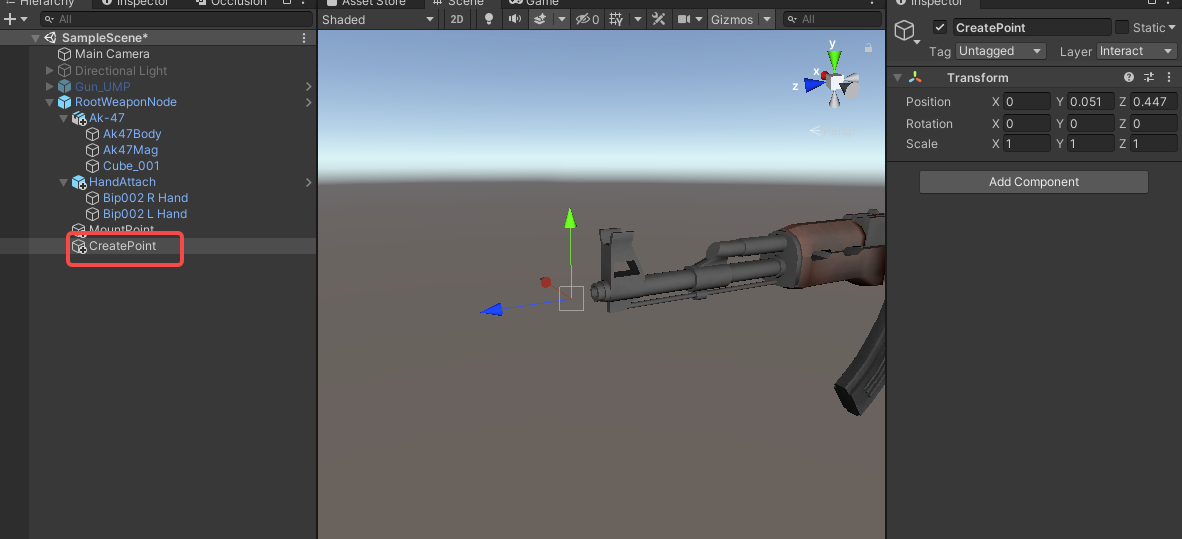 Hierarchy
Inspector
Occlusion
Asset Store
Scene
Game
Inspector
All
Shaded
2D
0
Gizmos
All
SampleScene*
Main Camera
Directional Light
Gun_UMP
RootWeaponNode
Ak-47
Ak47Body
Ak47Mag
Cube_001
HandAttach
Bip002 R Hand
Bip002 L Hand
MountPoint
CreatePoint
y
x
z
Persp
CreatePoint
Static
Tag Untagged Layer Interact
Transform
Position X 0 Y 0.051 Z 0.447
Rotation X 0 Y 0 Z 0
Scale X 1 Y 1 Z 1
Add Component